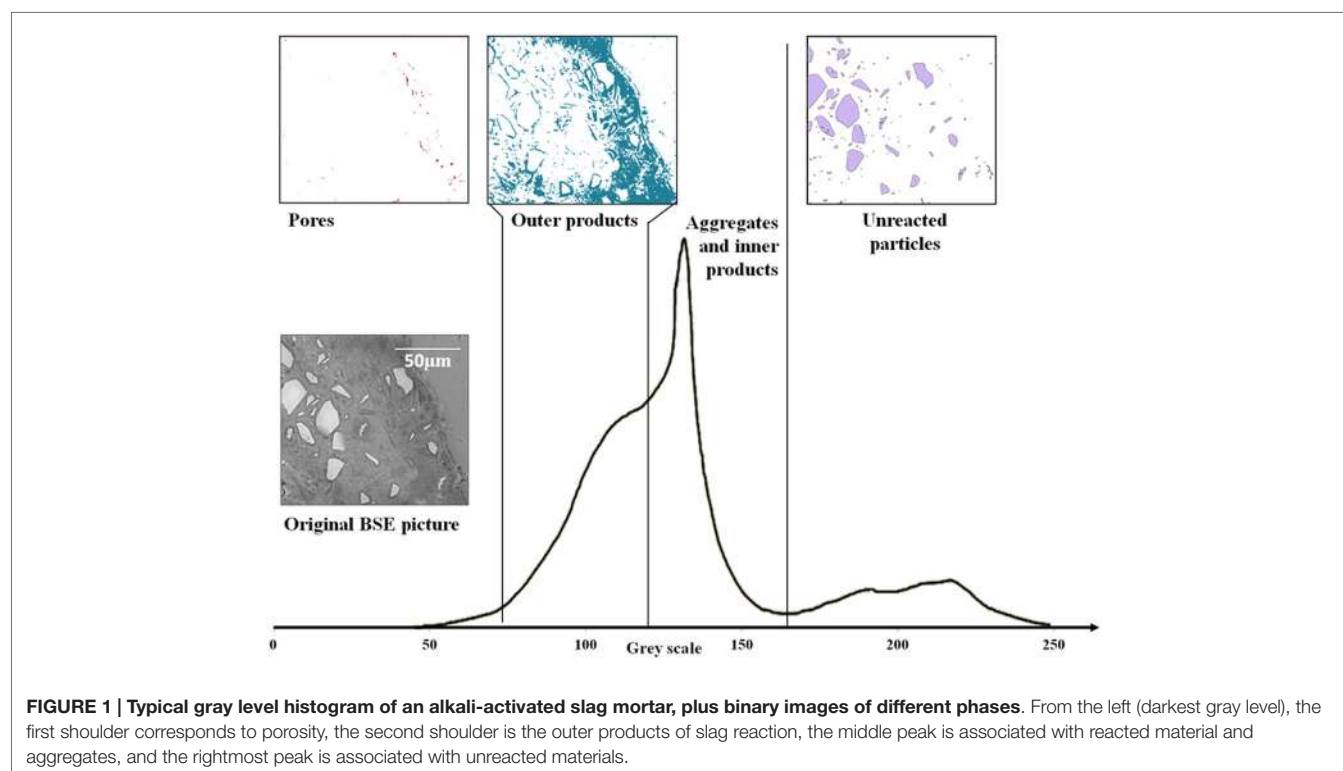 Pores
Outer products
Aggregates
and inner
products
Unreacted
particles
50μm
Original BSE picture
0
50
100
150
200
250
Grey scale
FIGURE 1 | Typical gray level histogram of an alkali-activated slag mortar, plus binary images of different phases. From the left (darkest gray level), the
first shoulder corresponds to porosity, the second shoulder is the outer products of slag reaction, the middle peak is associated with reacted material and
aggregates, and the rightmost peak is associated with unreacted materials.